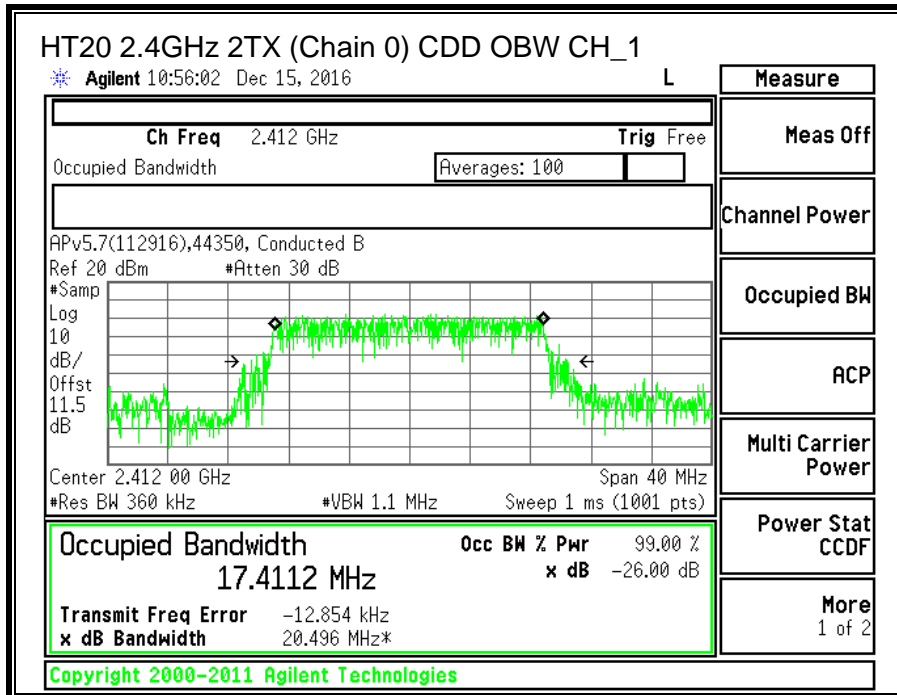 HT20 2.4GHz 2TX (Chain 0) CDD OBW CH_1
Agilent 10:56:02 Dec 15, 2016 L
Measure
Ch Freq 2.412 GHz Trig Free
Occupied Bandwidth Averages: 100
APv5.7(112916),44350, Conducted B
Ref 20 dBm #Atten 30 dB
#Samp
Log
10
dB/
Offst
11.5
dB
Center 2.412 00 GHz Span 40 MHz
#Res BW 360 kHz #VBW 1.1 MHz Sweep 1 ms (1001 pts)
Occupied Bandwidth Occ BW % Pwr 99.00 %
17.4112 MHz x dB -26.00 dB
Transmit Freq Error -12.854 kHz
x dB Bandwidth 20.496 MHz*
Meas Off
Channel Power
Occupied BW
ACP
Multi Carrier
Power
Power Stat
CCDF
More
1 of 2
Copyright 2000-2011 Agilent Technologies